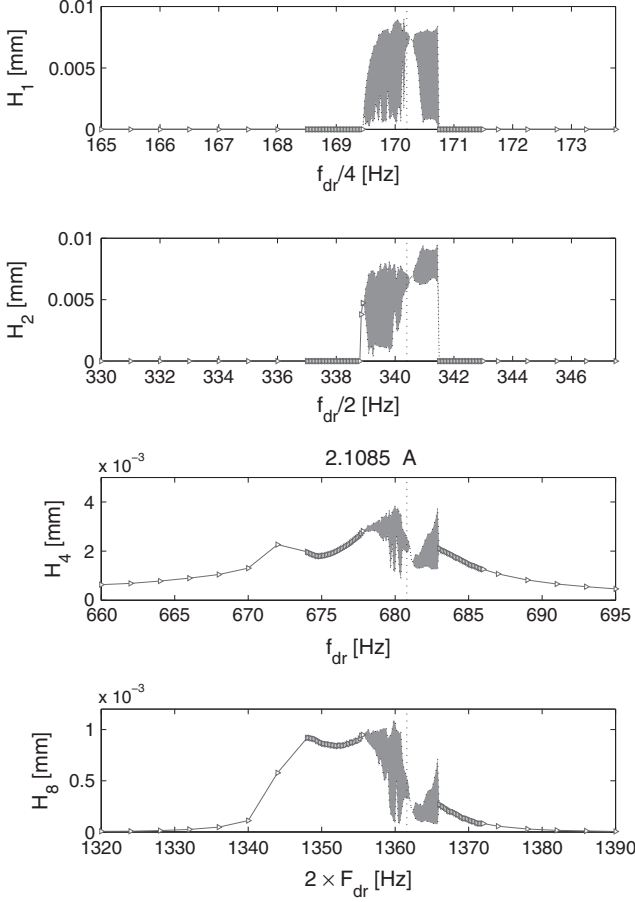 0.01
0.005
0
H1 [mm]
165 166 167 168 169 170 171 172 173
fdr/4 [Hz]
0.01
0.005
0
H2 [mm]
330 332 334 336 338 340 342 344 346
fdr/2 [Hz]
x 10⁻³
2.1085 A
4
2
0
H4 [mm]
660 665 670 675 680 685 690 695
fdr [Hz]
x 10⁻³
1
0.5
0
H8 [mm]
1320 1330 1340 1350 1360 1370 1380 1390
2 × Fdr [Hz]